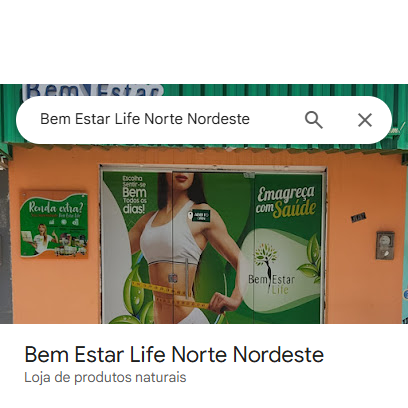 Bem Estar
Bem Estar Life Norte Nordeste
Escolha
Sentir-se
Bem
Todos os
dias!
Emagreça
com Saúde
Renda extra?
Bem Estar
Life
Bem Estar Life Norte Nordeste
Loja de produtos naturais